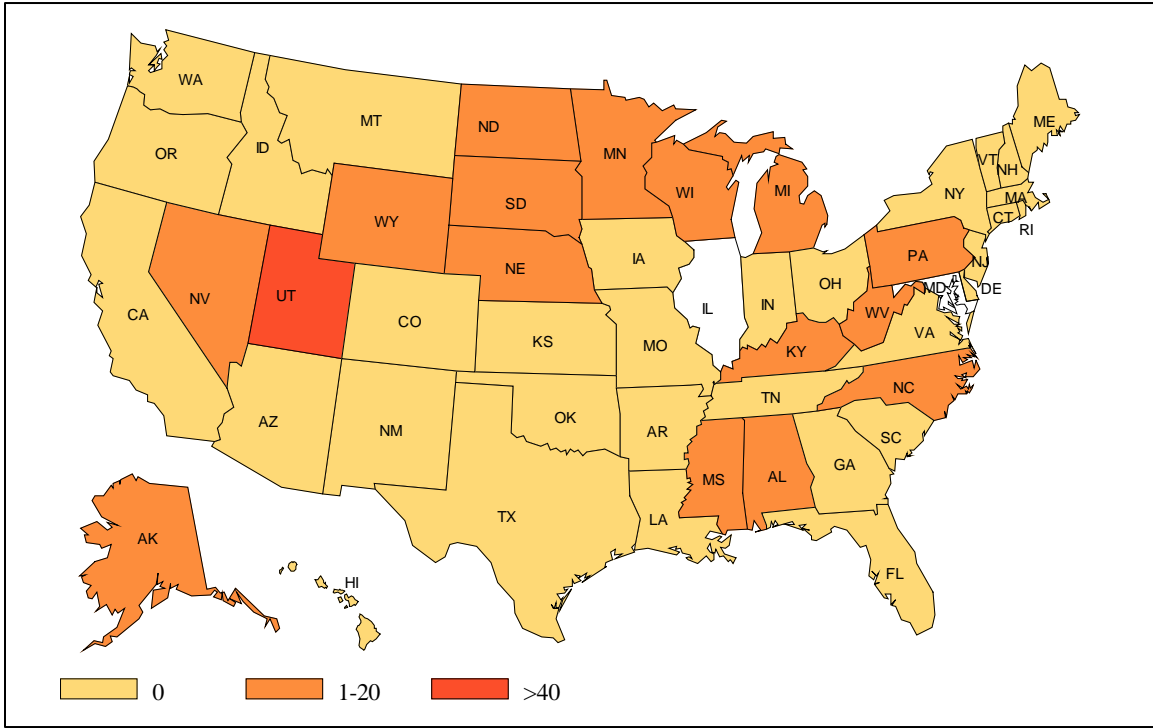 WA
MT
ND
MN
ME
OR
ID
VT
NH
WI
MI
NY
MA
SD
CT
WY
RI
PA
IA
NE
NJ
NV
UT
OH
MD
DE
IN
IL
CA
CO
WV
VA
KS
MO
KY
NC
TN
AZ
NM
OK
AR
SC
GA
MS
AL
TX
LA
AK
FL
HI
0
1-20
>40